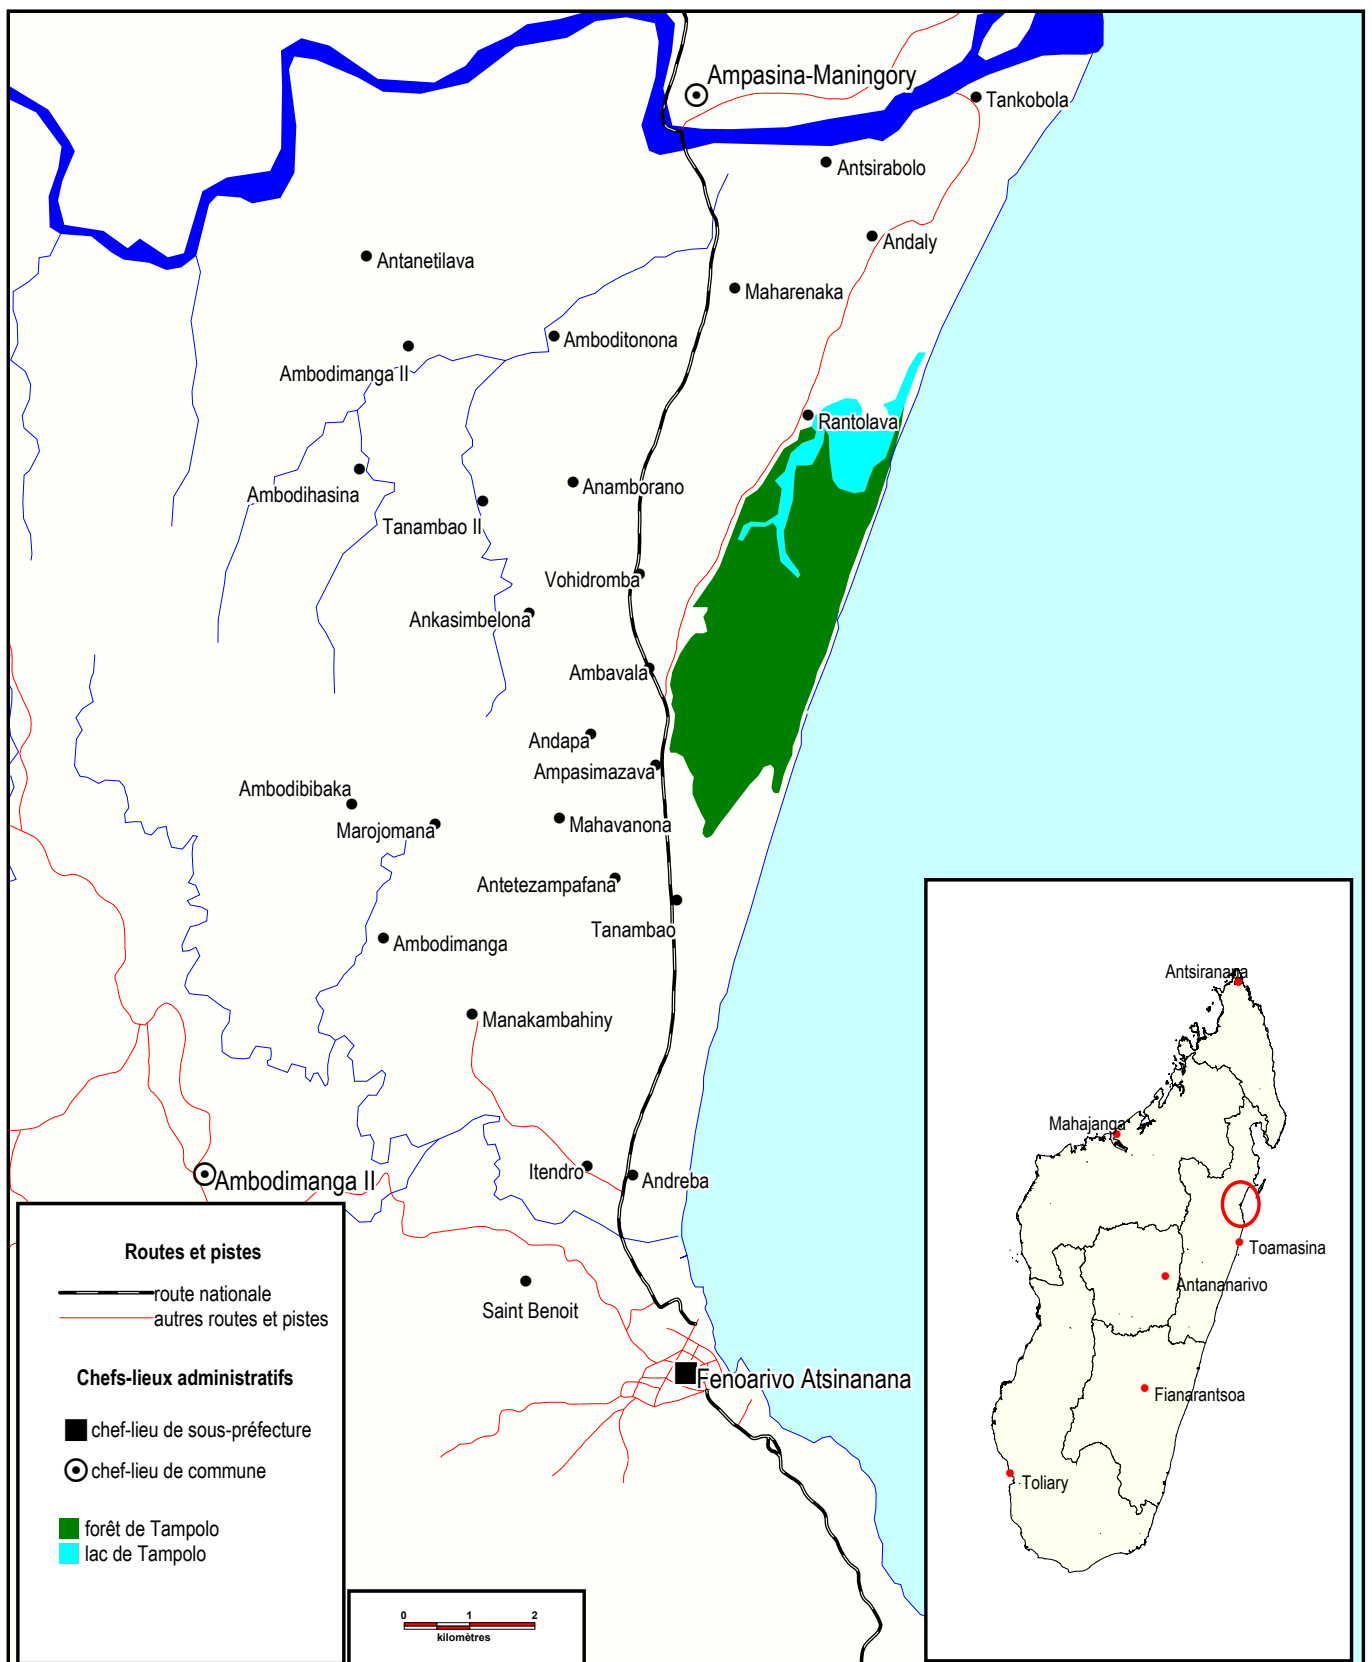 Ampasina-Maningory
Tankobola
Antsirabolo
Andaly
Antanetilava
Maharenaka
Amboditonona
Ambodimanga II
Rantolava
Ambodihasina
Anamborano
Tanambao II
Vohidromba
Ankasimbelona
Ambavala
Andapa
Ampasimazava
Ambodibibaka
Marojomana
Mahavanona
Antetezampafana
Tanambao
Ambodimanga
Manakambahiny
Itendro
Andreba
Ambodimanga II
Saint Benoit
Fenoarivo Atsinanana
Routes et pistes
route nationale
autres routes et pistes
Chefs-lieux administratifs
chef-lieu de sous-préfecture
chef-lieu de commune
forêt de Tampolo
lac de Tampolo
0 1 2
kilomètres
Antsiranana
Mahajanga
Toamasina
Antananarivo
Fianarantsoa
Toliary